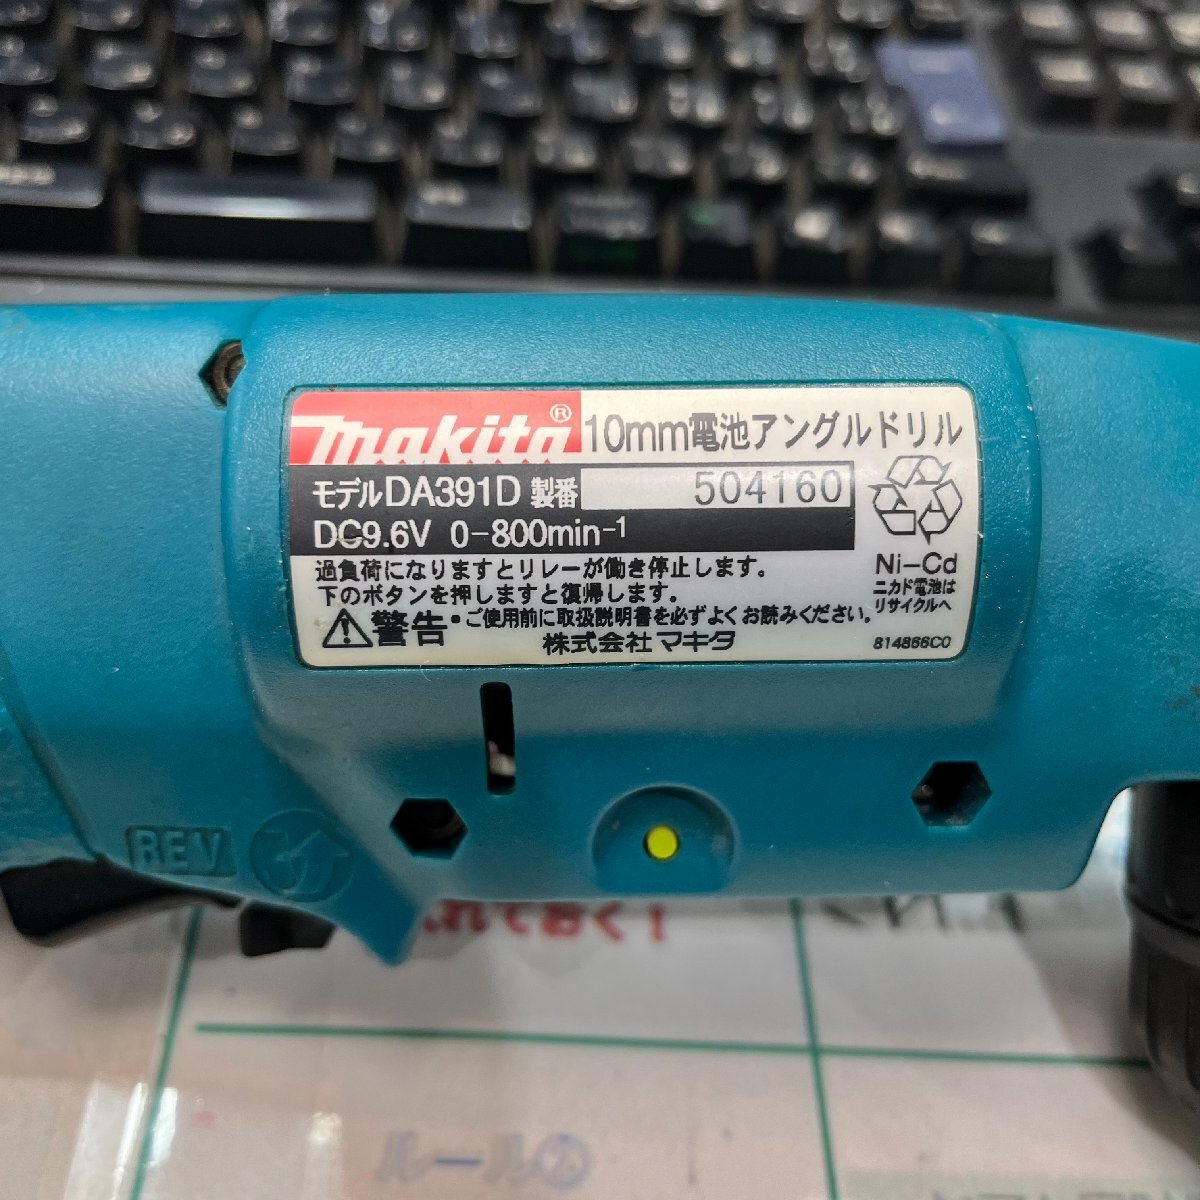 makita® 10mm電池アングルドリル
モデルDA391D 製番 504160
DC9.6V 0-800min-1
過負荷になりますとリレーが働き停止します。
下のボタンを押しますと復帰します。
⚠警告・ご使用前に取扱説明書を必ずよくお読みください。
株式会社マキタ
Ni-Cd
ニカド電池は
リサイクルへ
814866C0
REV
ルール